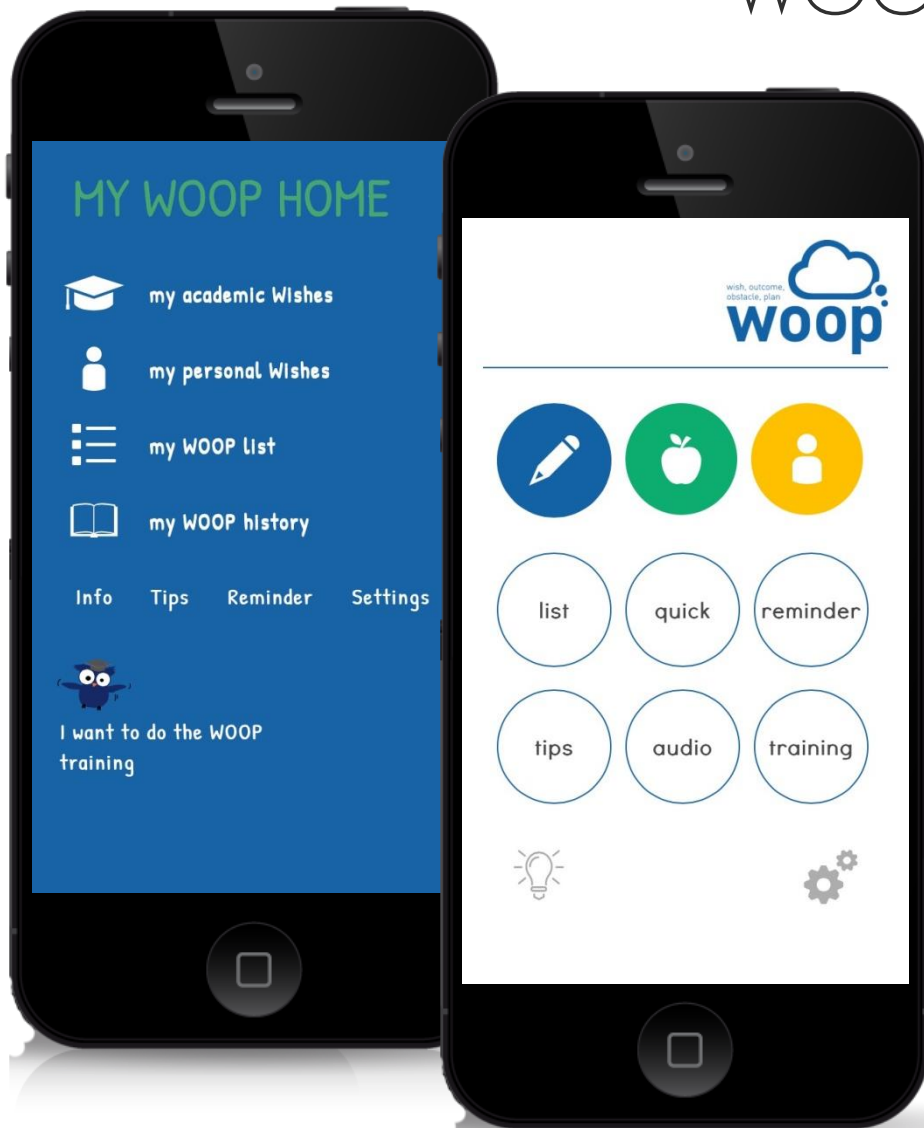 MY WOOP HOME
my academic Wishes
my personal Wishes
my WOOP list
my WOOP history
Info Tips Reminder Settings
I want to do the WOOP
training
wish, outcome,
obstacle, plan
woop
list quick reminder
tips audio training